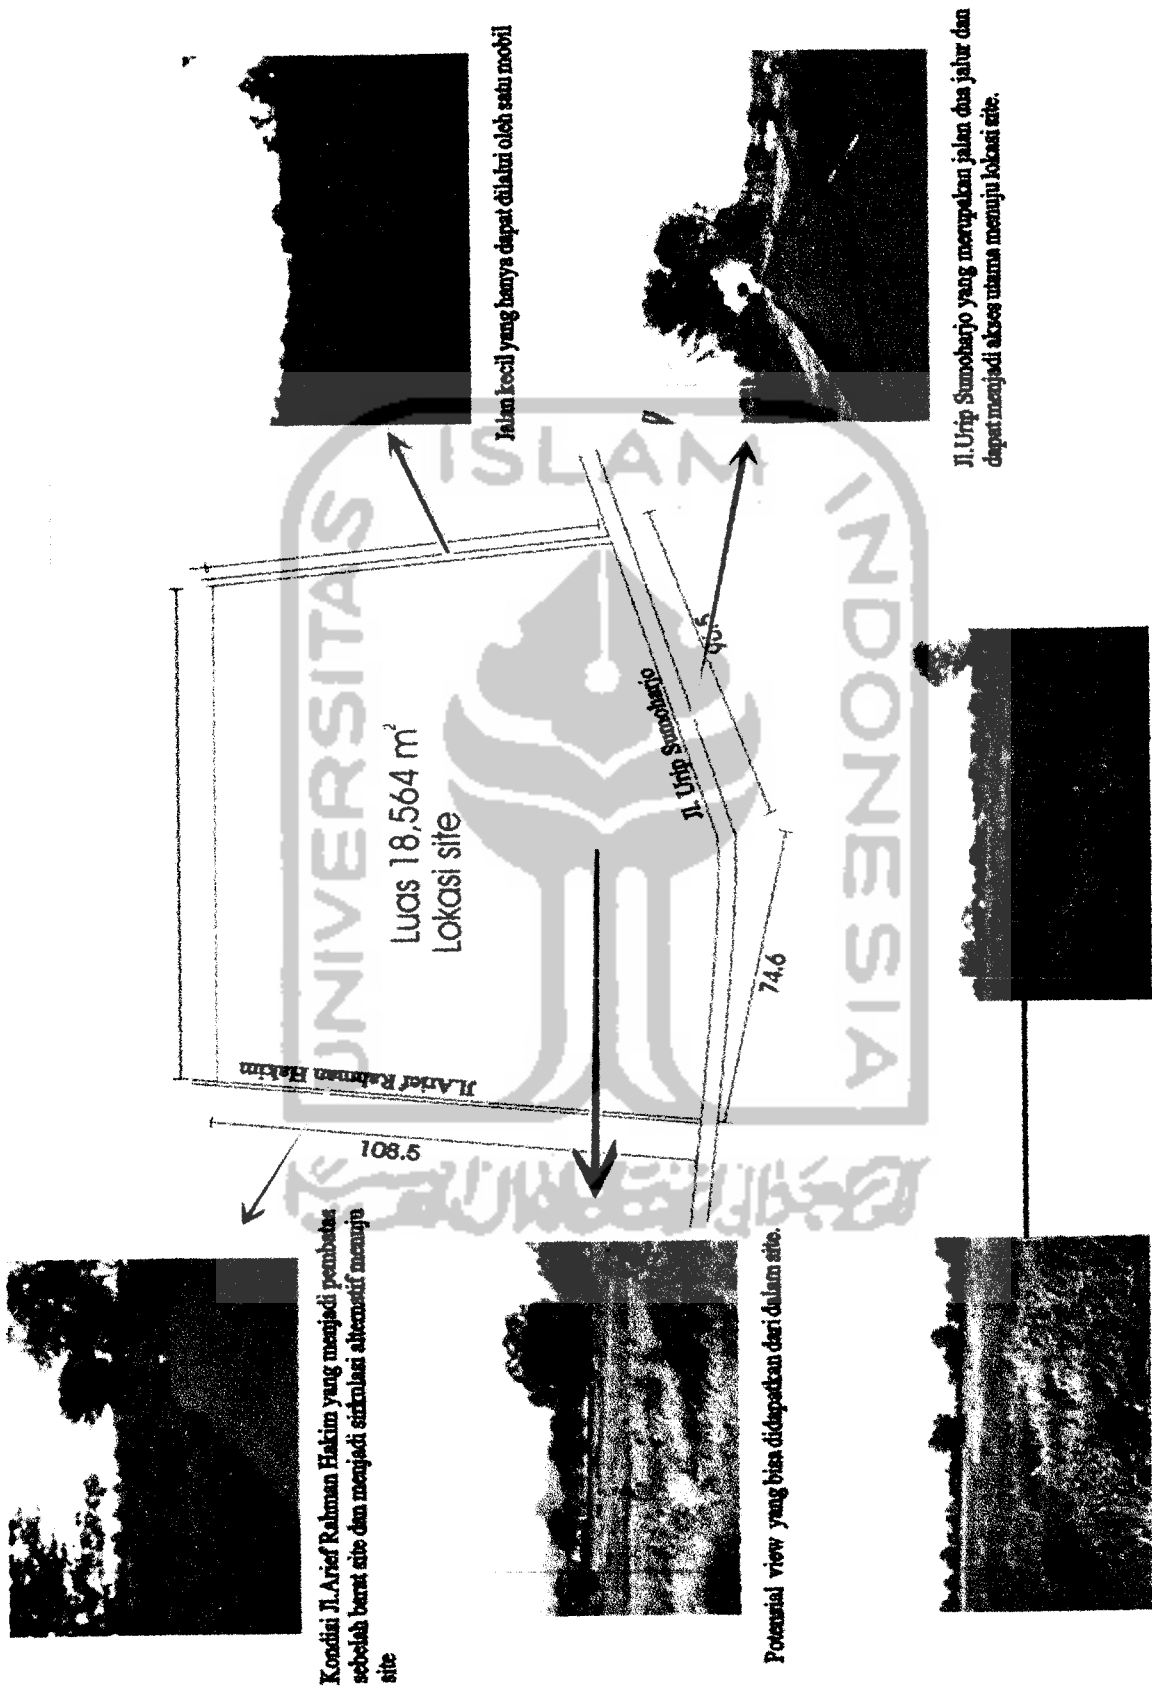 Kondisi Jl.Arief Rahman Hakim yang menjadi pembatas
sebelah barat site dan menjadi sirkulasi alternatif menuju
site
Potensial view yang bisa didapatkan dari dalam site.
Jl.Arief Rahman Hakim
108.5
Luas 18,564 m²
Lokasi site
Jl. Urip Sumoharjo
74.6
Jalan kecil yang hanya dapat dilalui oleh satu mobil
Jl.Urip Sumoharjo yang merupakan jalan dua jalur dan
dapat menjadi akses utama menuju lokasi site.
UNIVERSITAS
ISLAM
INDONESIA